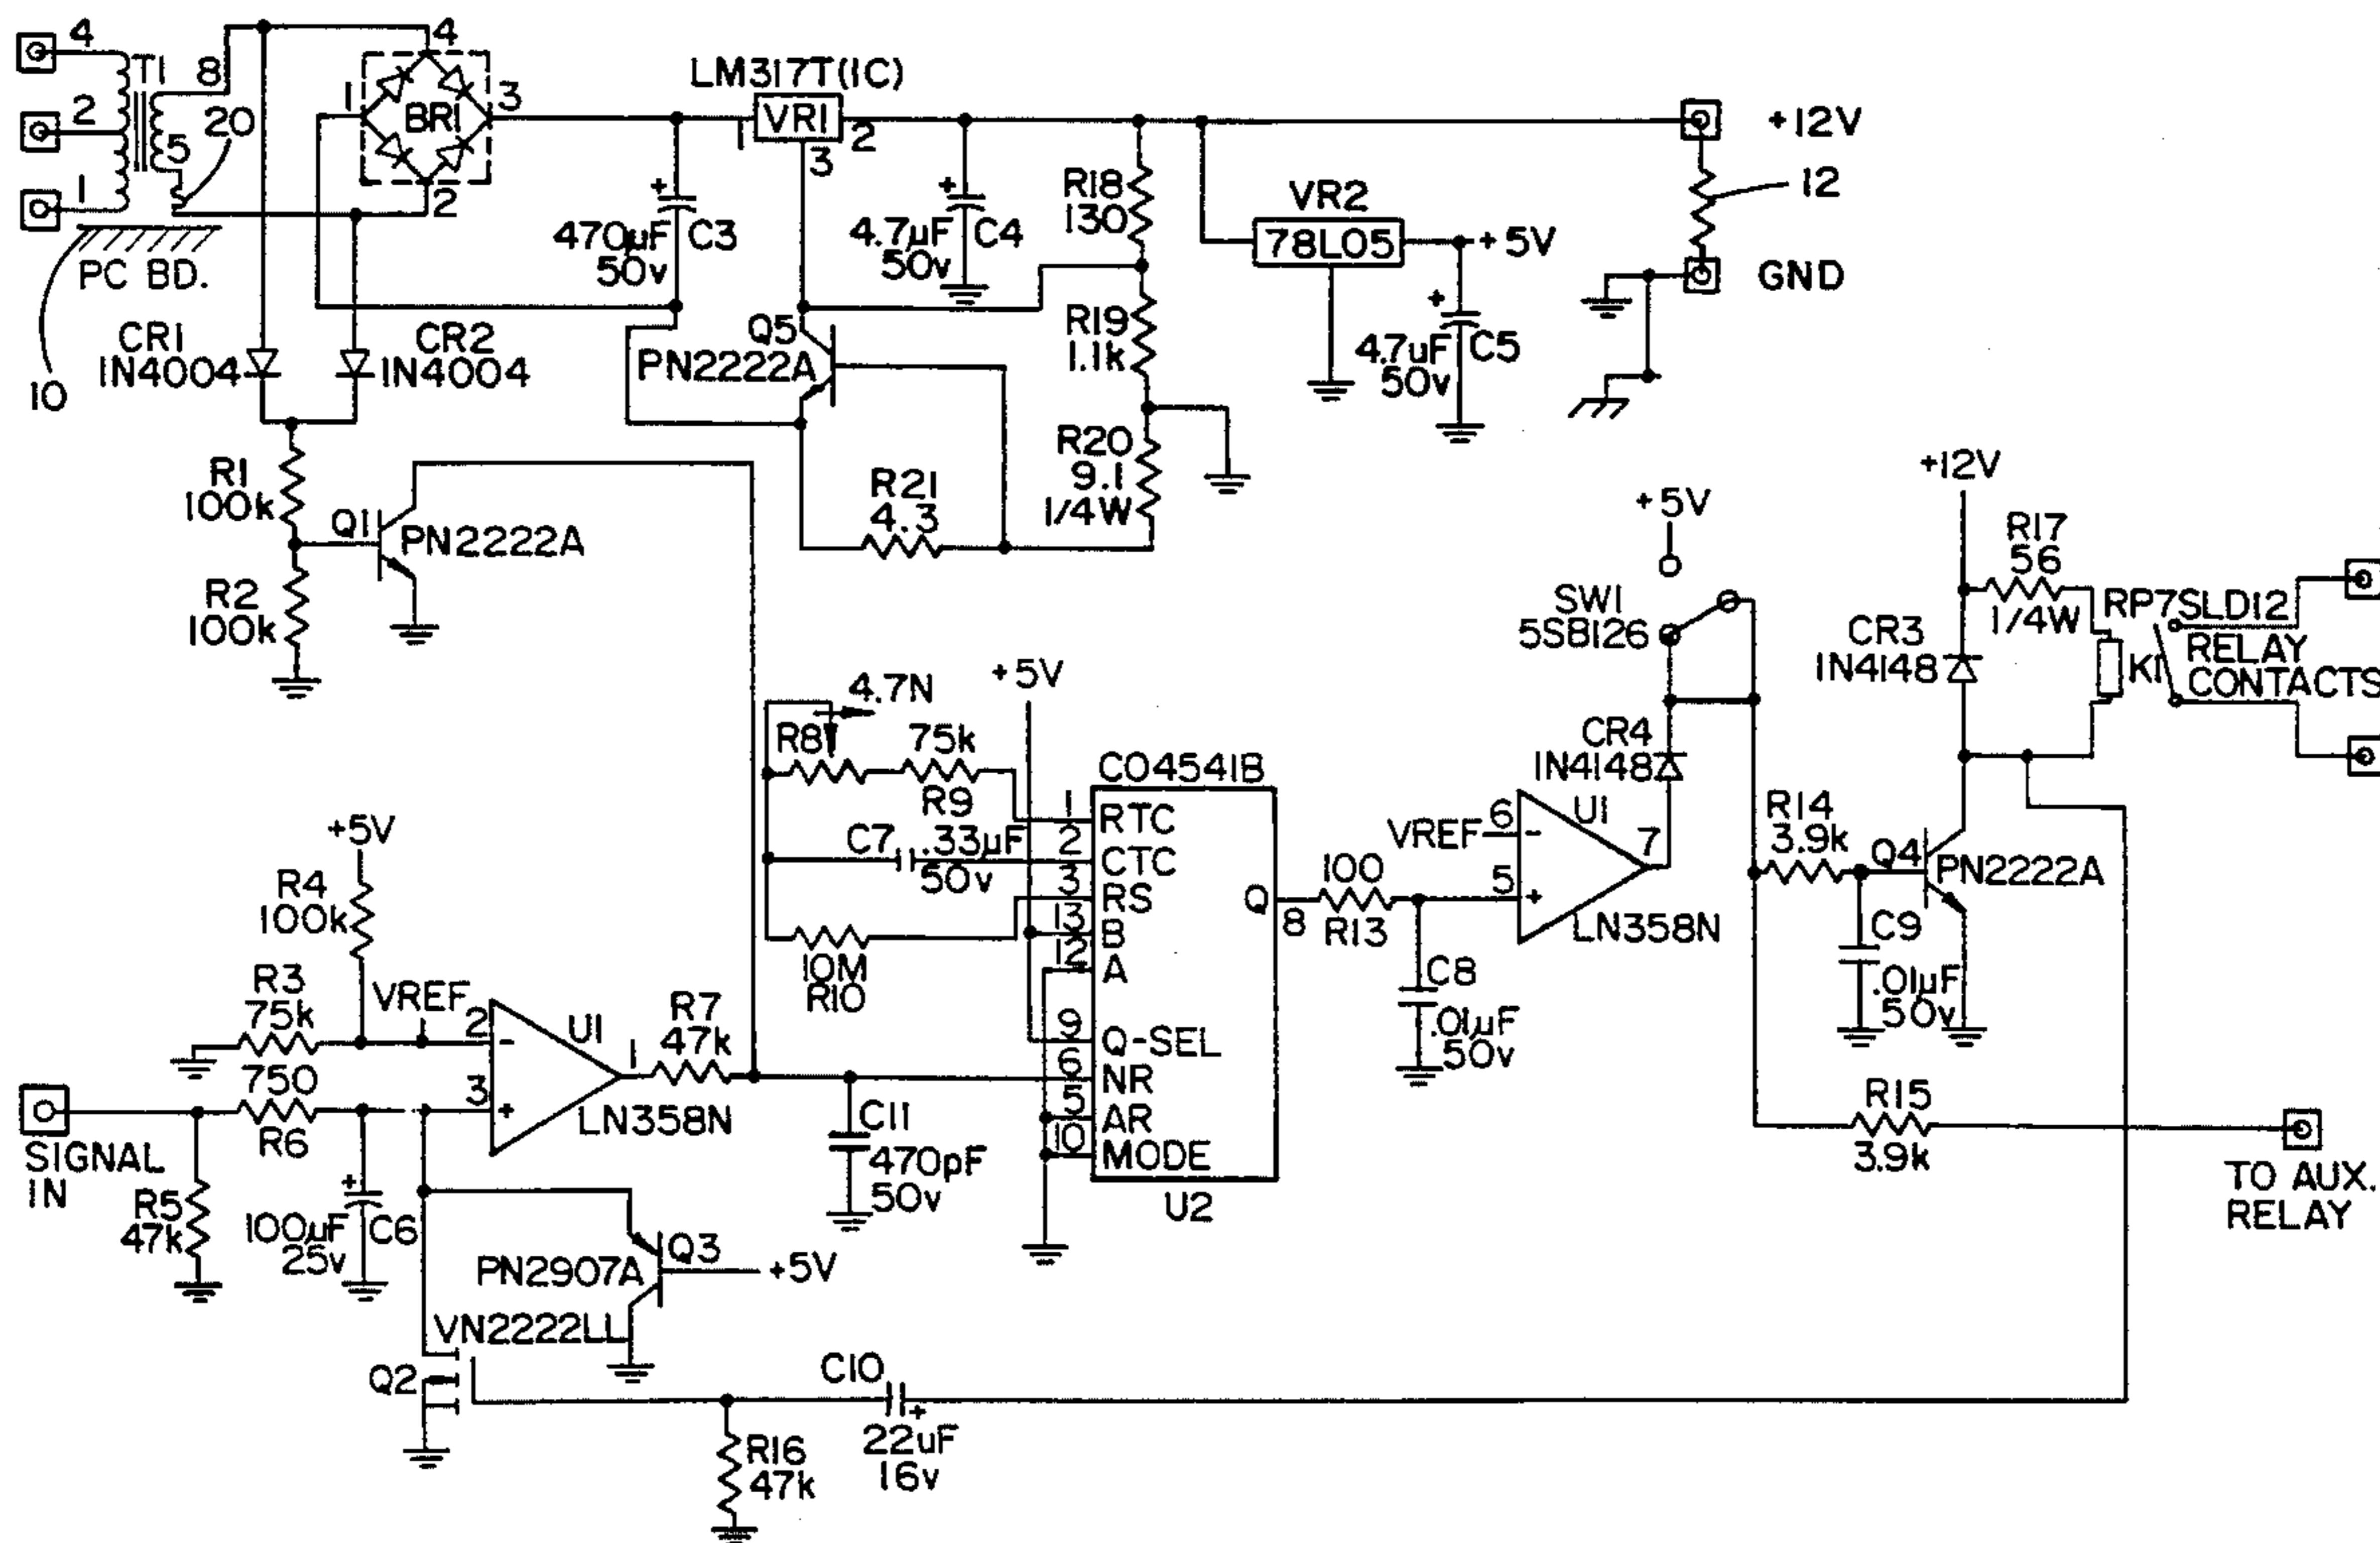 4
T1
8
2
20
5
1
PC BD.
10
4
1
BR1
3
2
LM317T(IC)
1
VR1
2
3
+
470µF
50v
C3
+
4.7µF
50v
C4
R18
130
VR2
78L05
+5V
+12V
12
GND
CR1
1N4004
CR2
1N4004
Q5
PN2222A
R19
1.1k
+
4.7uF
50v
C5
R1
100k
Q1
PN2222A
R2
100k
R21
4.3
R20
9.1
1/4W
+5V
SW1
5SB126
+12V
R17
56
1/4W
RP7SLD12
RELAY
CONTACTS
K1
CR3
1N4148
4.7N
R8
75k
R9
+5V
CO4541B
C7
.33µF
50v
10M
R10
1
RTC
2
CTC
3
RS
13
B
12
A
9
Q-SEL
6
NR
5
AR
10
MODE
Q
8
U2
100
R13
VREF
6
-
5
+
U1
7
LN358N
CR4
1N4148
C8
.01µF
50v
R14
3.9k
Q4
PN2222A
C9
.01µF
50v
R15
3.9k
TO AUX.
RELAY
+5V
R4
100k
R3
75k
VREF
2
-
U1
1
R7
47k
750
R6
3
+
LN358N
SIGNAL
IN
R5
47k
+
100µF
25v
C6
C11
470pF
50v
Q3
PN2907A
+5V
VN2222LL
Q2
C10
+
22uF
16v
R16
47k